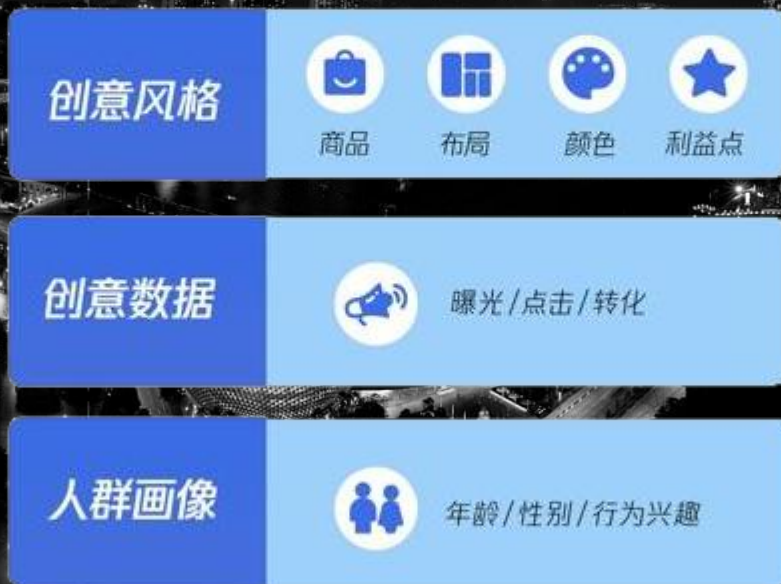 创意风格
商品 布局 颜色 利益点
创意数据
曝光/点击/转化
人群画像
年龄/性别/行为兴趣